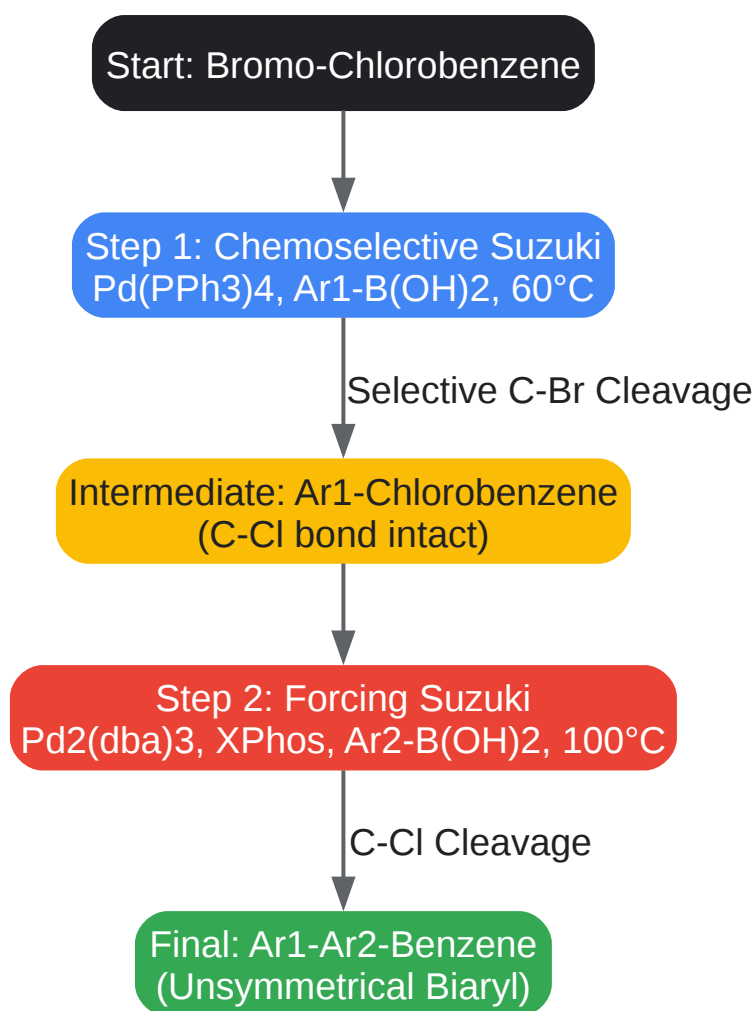 Start: Bromo-Chlorobenzene
Step 1: Chemoselective Suzuki
Pd(PPh3)4, Ar1-B(OH)2, 60°C
Selective C-Br Cleavage
Intermediate: Ar1-Chlorobenzene
(C-Cl bond intact)
Step 2: Forcing Suzuki
Pd2(dba)3, XPhos, Ar2-B(OH)2, 100°C
C-Cl Cleavage
Final: Ar1-Ar2-Benzene
(Unsymmetrical Biaryl)